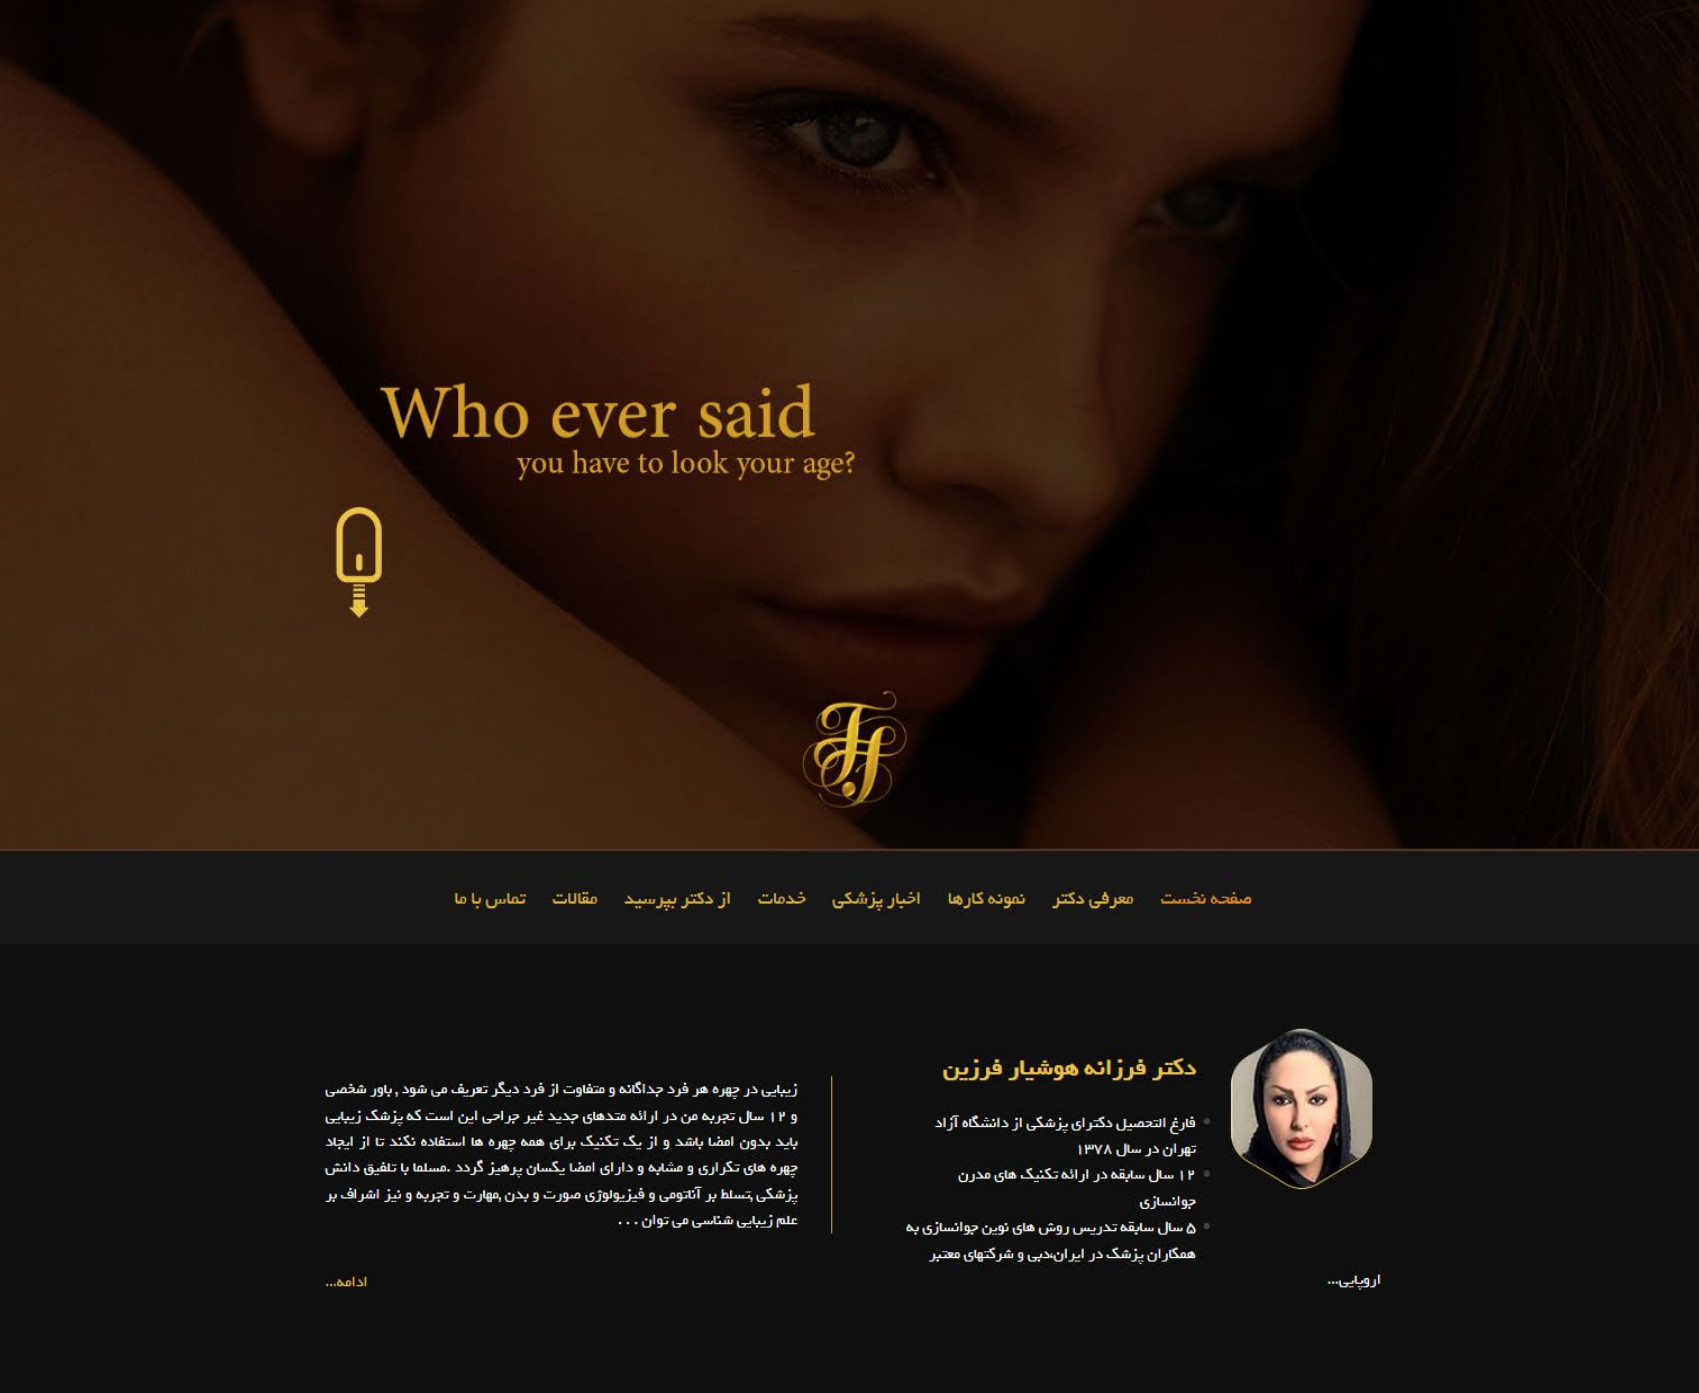 Who ever said
you have to look your age?
صفحه نخست معرفی دکتر نمونه کارها اخبار پزشکی خدمات از دکتر بپرسید مقالات تماس با ما
دکتر فرزانه هوشیار فرزین
فارغ التحصیل دکترای پزشکی از دانشگاه آزاد
تهران در سال ۱۳۷۸
۱۲ سال سابقه در ارائه تکنیک های مدرن
جوانسازی
۵ سال سابقه تدریس روش های نوین جوانسازی به
همکاران پزشک در ایران،دبی و شرکتهای معتبر
اروپایی...
زیبایی در چهره هر فرد جداگانه و متفاوت از فرد دیگر تعریف می شود , باور شخصی
و ۱۲ سال تجربه من در ارائه متدهای جدید غیر جراحی این است که پزشک زیبایی
باید بدون امضا باشد و از یک تکنیک برای همه چهره ها استفاده نکند تا از ایجاد
چهره های تکراری و مشابه و دارای امضا یکسان پرهیز گردد .مسلما با تلفیق دانش
پزشکی ,تسلط بر آناتومی و فیزیولوژی صورت و بدن ,مهارت و تجربه و نیز اشراف بر
علم زیبایی شناسی می توان . . .
ادامه...